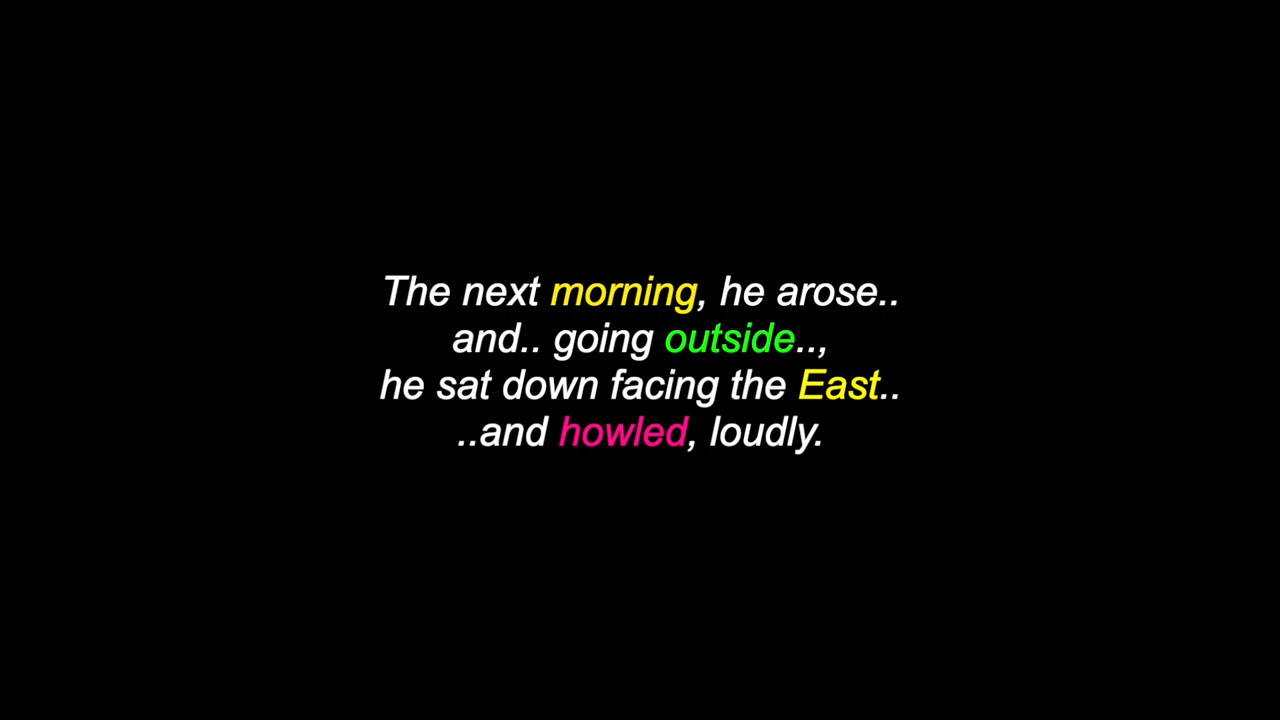 The next morning, he arose..
and.. going outside..,
he sat down facing the East..
..and howled, loudly.